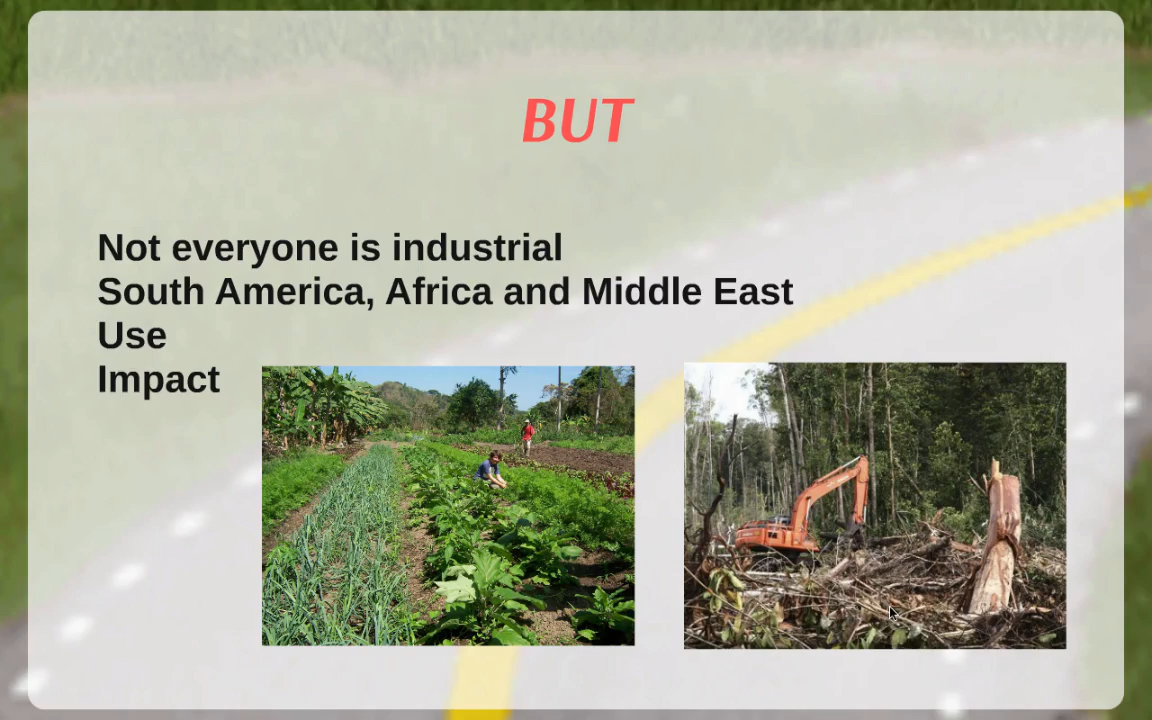 BUT
Not everyone is industrial
South America, Africa and Middle East
Use
Impact